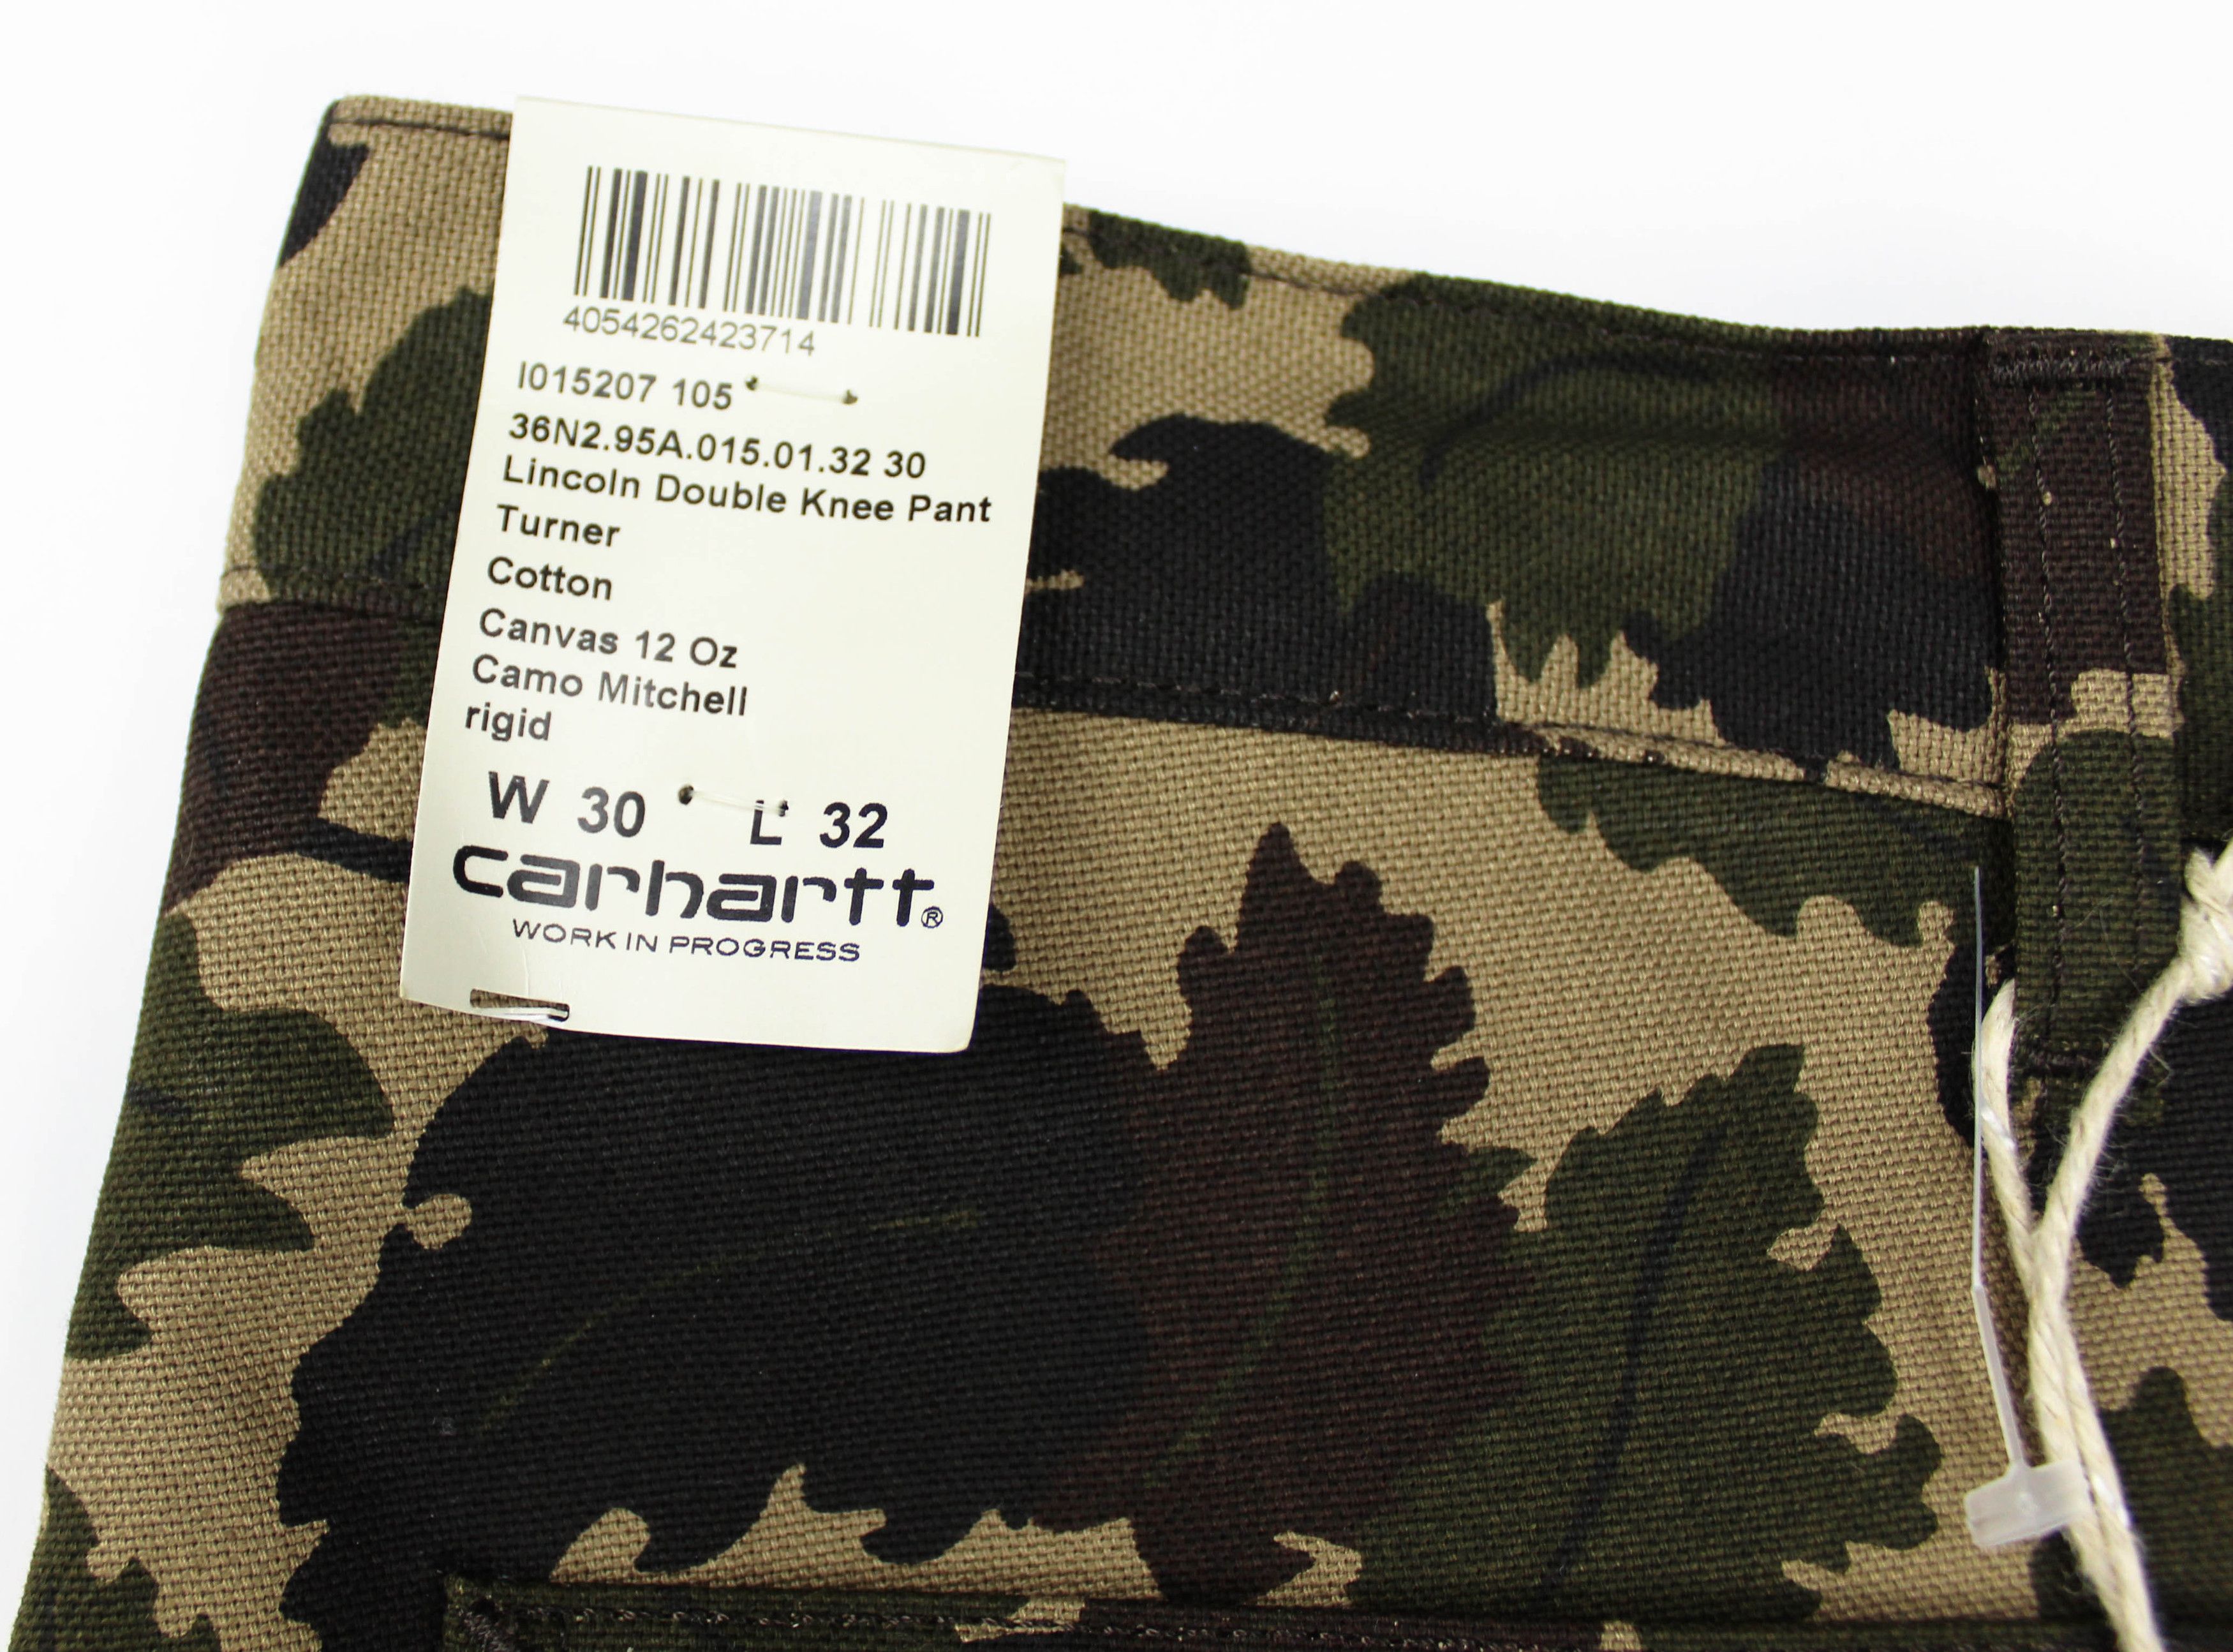 4054262423714
I015207 105
36N2.95A.015.01.32 30
Lincoln Double Knee Pant
Turner
Cotton
Canvas 12 Oz
Camo Mitchell
rigid
W 30 L 32
carhartt®
WORK IN PROGRESS